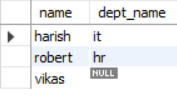 name dept_name
harish it
robert hr
vikas NULL